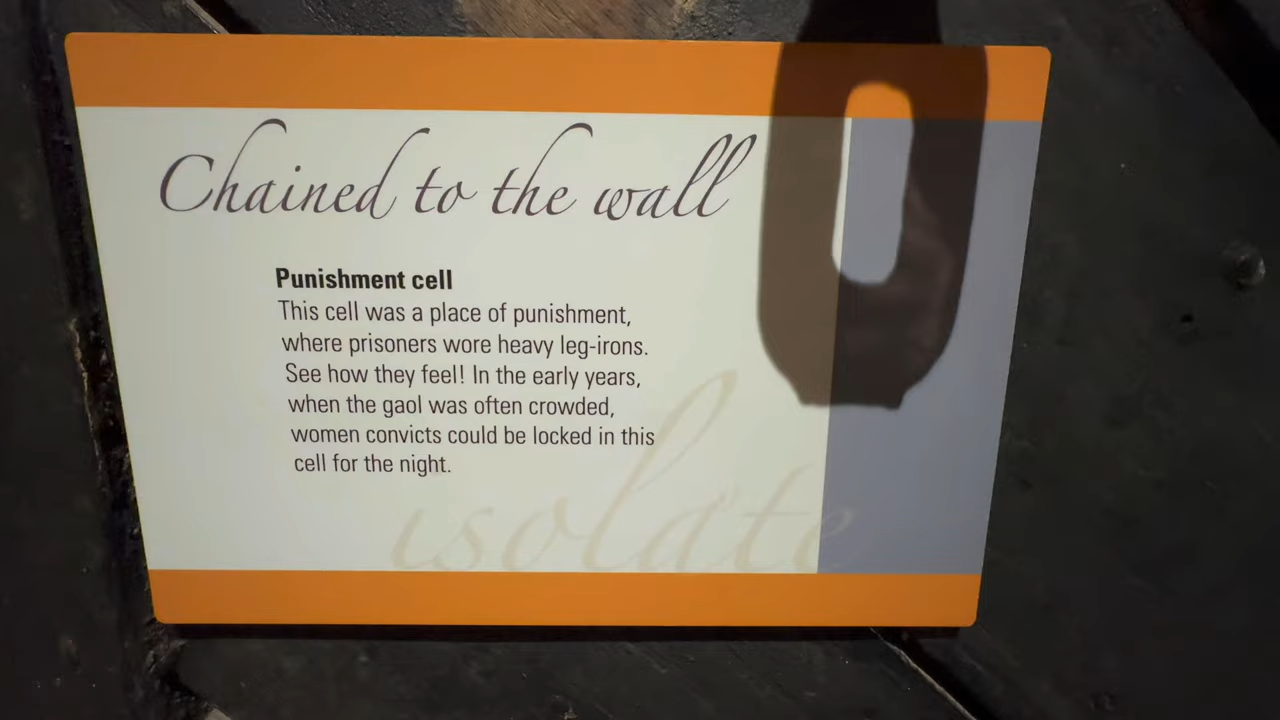 Chained to the wall
Punishment cell
This cell was a place of punishment,
where prisoners wore heavy leg-irons.
See how they feel! In the early years,
when the gaol was often crowded,
women convicts could be locked in this
cell for the night.
isolate